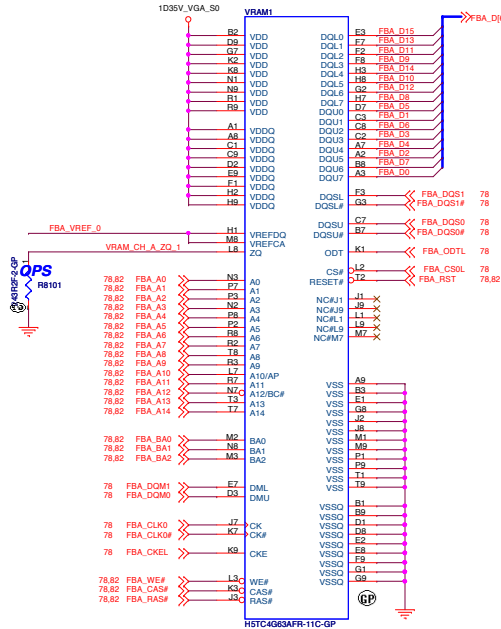 1D35V_VGA_S0
VRAM1
FBA_D[
B2 VDD DQL0 E3 FBA_D15
D9 VDD DQL1 F7 FBA_D13
G7 VDD DQL2 F2 FBA_D11
K2 VDD DQL3 F8 FBA_D9
K8 VDD DQL4 H3 FBA_D14
N1 VDD DQL5 H8 FBA_D10
N9 VDD DQL6 G2 FBA_D12
R1 VDD DQL7 H7 FBA_D8
R9 VDD DQU0 D7 FBA_D5
DQU1 C3 FBA_D1
A1 VDDQ DQU2 C8 FBA_D6
A8 VDDQ DQU3 C2 FBA_D3
C1 VDDQ DQU4 A7 FBA_D4
C9 VDDQ DQU5 A2 FBA_D2
D2 VDDQ DQU6 B8 FBA_D7
E9 VDDQ DQU7 A3 FBA_D0
F1 VDDQ
H2 VDDQ DQSL F3 FBA_DQS1 78
H9 VDDQ DQSL# G3 FBA_DQS1# 78
DQSU C7 FBA_DQS0 78
FBA_VREF_0 H1 VREFDQ DQSU# B7 FBA_DQS0# 78
M8 VREFCA
VRAM_CH_A_ZQ_1 L8 ZQ ODT K1 FBA_ODTL 78
QPS
CS# L2 FBA_CS0L 78
RESET# T2 FBA_RST 78,82
R8101
78,82 FBA_A0 N3 A0
78,82 FBA_A1 P7 A1 NC#J1 J1
78,82 FBA_A2 P3 A2 NC#J9 J9
78,82 FBA_A3 N2 A3 NC#L1 L1
78,82 FBA_A4 P8 A4 NC#L9 L9
78,82 FBA_A5 P2 A5 NC#M7 M7
78,82 FBA_A6 R8 A6
78,82 FBA_A7 R2 A7
78,82 FBA_A8 T8 A8
78,82 FBA_A9 R3 A9
78,82 FBA_A10 L7 A10/AP
78,82 FBA_A11 R7 A11 VSS A9
78,82 FBA_A12 N7 A12/BC# VSS B3
78,82 FBA_A13 T3 A13 VSS E1
78,82 FBA_A14 T7 A14 VSS G8
VSS J2
VSS J8
78,82 FBA_BA0 M2 BA0 VSS M1
78,82 FBA_BA1 N8 BA1 VSS M9
78,82 FBA_BA2 M3 BA2 VSS P1
VSS P9
VSS T1
78 FBA_DQM1 E7 DML VSS T9
78 FBA_DQM0 D3 DMU
VSSQ B1
VSSQ B9
78 FBA_CLK0 J7 CK VSSQ D1
78 FBA_CLK0# K7 CK# VSSQ D8
VSSQ E2
78 FBA_CKEL K9 CKE VSSQ E8
VSSQ F9
VSSQ G1
78,82 FBA_WE# L3 WE# VSSQ G9
78,82 FBA_CAS# K3 CAS#
78,82 FBA_RAS# J3 RAS#
GP
H5TC4G63AFR-11C-GP